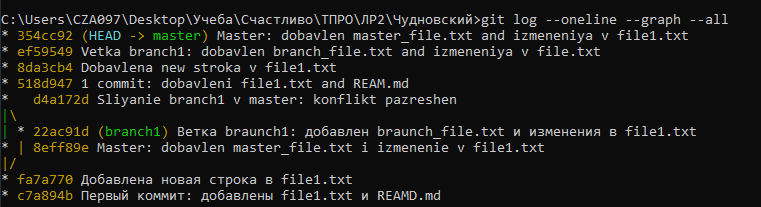 C:\Users\CZA097\Desktop\Учеба\Счастливо\ТПРО\ЛР2\Чудновский>git log --oneline --graph --all
* 354cc92 (HEAD -> master) Master: dobavlen master_file.txt and izmeneniya v file1.txt
* ef59549 Vetka branch1: dobavlen branch_file.txt and izmeneniya v file.txt
* 8da3cb4 Dobavlena new stroka v file1.txt
* 518d947 1 commit: dobavleni file1.txt and REAM.md
*   d4a172d Sliyanie branch1 v master: konflikt pazreshen
|\
| * 22ac91d (branch1) Ветка braunch1: добавлен braunch_file.txt и изменения в file1.txt
* | 8eff89e Master: dobavlen master_file.txt i izmenenie v file1.txt
|/
* fa7a770 Добавлена новая строка в file1.txt
* c7a894b Первый коммит: добавлены file1.txt и REAMD.md